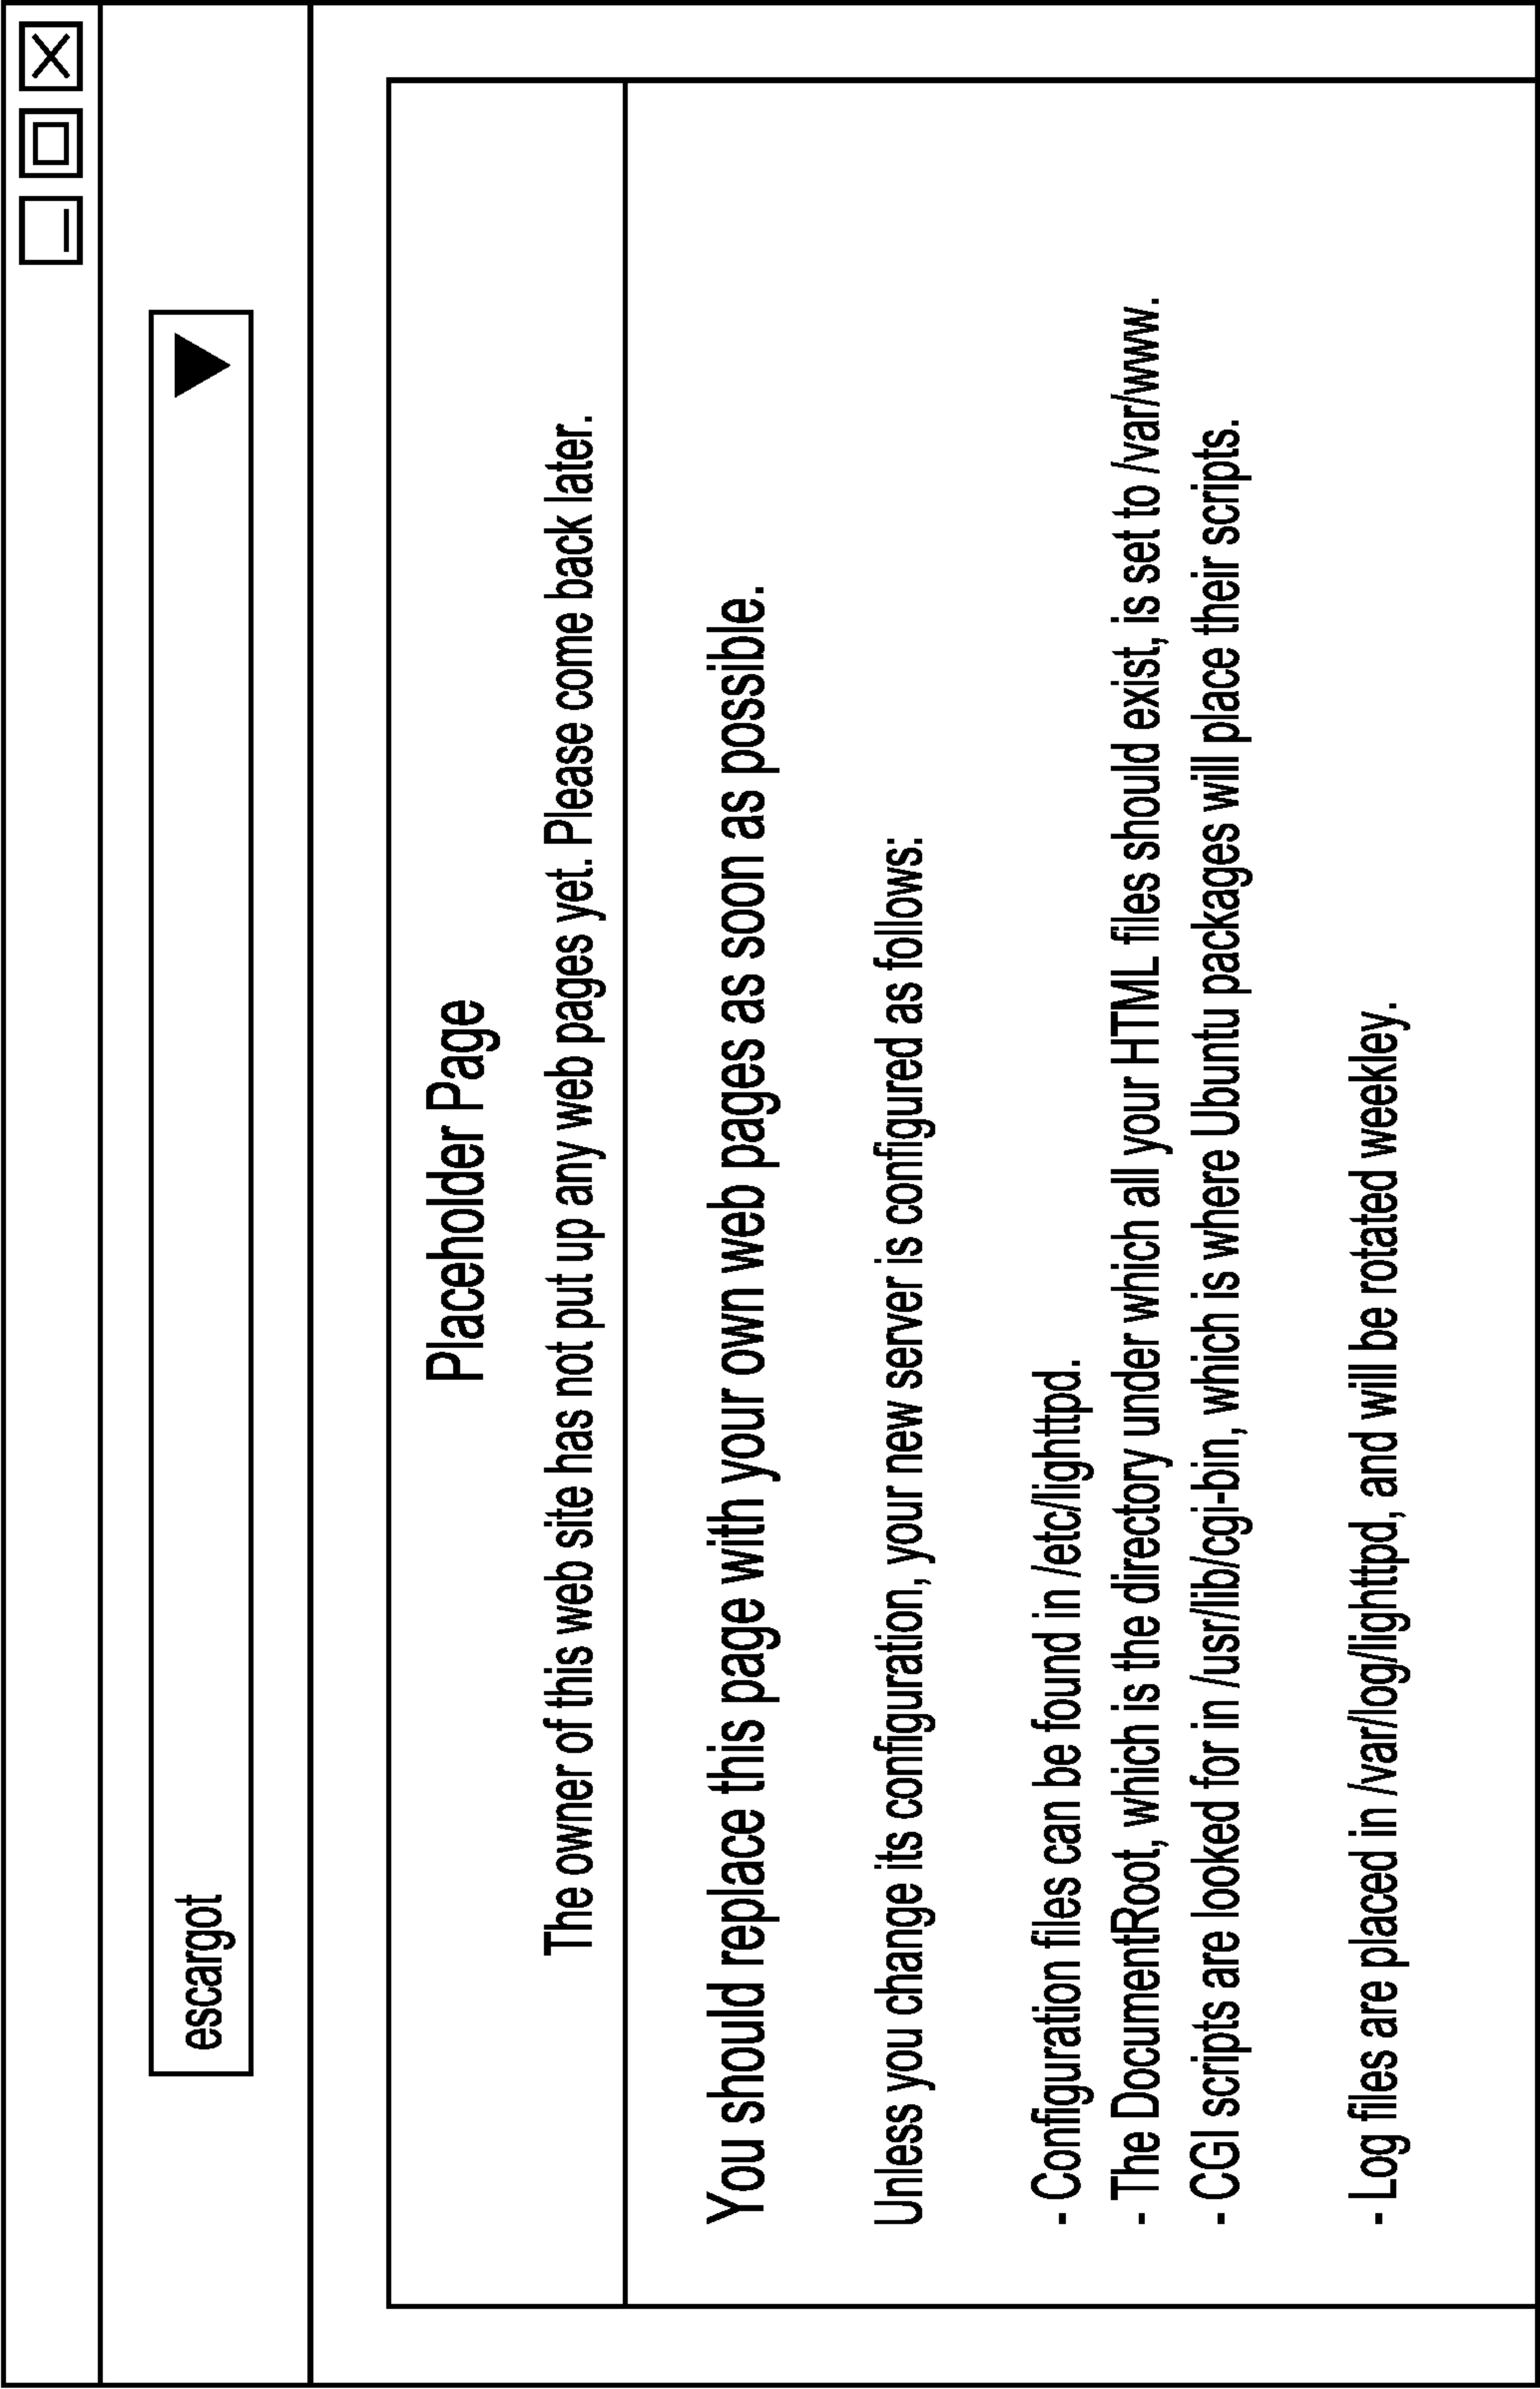 escargot
Placeholder Page
The owner of this web site has not put up any web pages yet. Please come back later.
You should replace this page with your own web pages as soon as possible.
Unless you change its configuration, your new server is configured as follows:
- Configuration files can be found in /etc/lighttpd.
- The DocumentRoot, which is the directory under which all your HTML files should exist, is set to /var/www.
- CGI scripts are looked for in /usr/lib/cgi-bin, which is where Ubuntu packages will place their scripts.
- Log files are placed in /var/log/lighttpd, and will be rotated weekley.